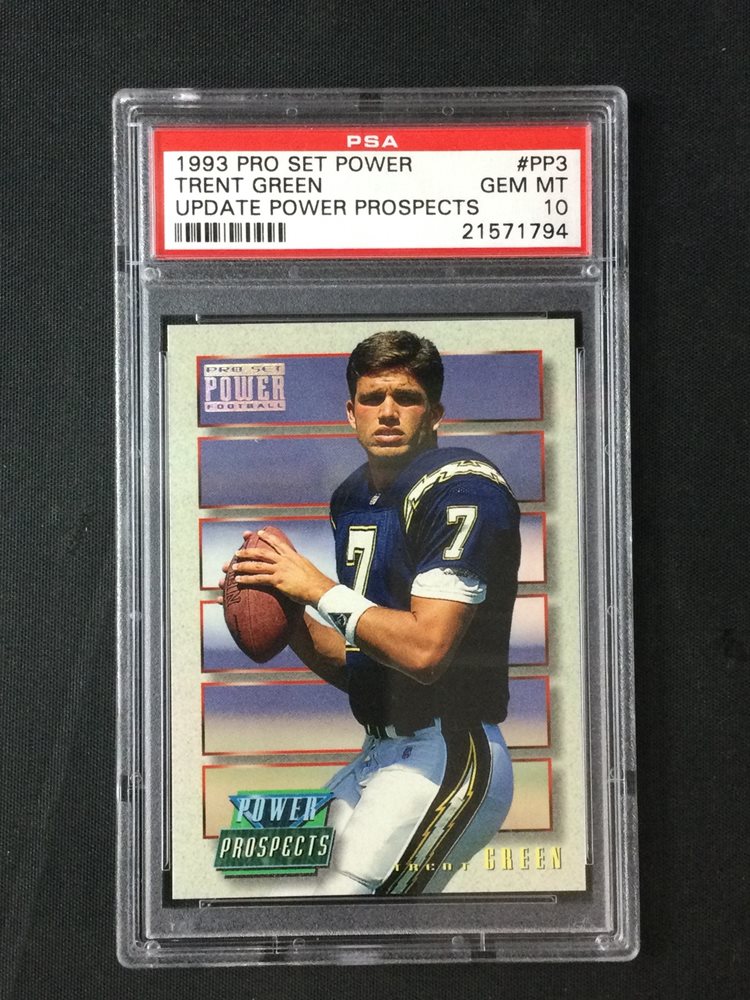 PSA
1993 PRO SET POWER #PP3
TRENT GREEN GEM MT
UPDATE POWER PROSPECTS 10
21571794
PRO SET
POWER
FOOTBALL
7
7
POWER
PROSPECTS
TRENT GREEN